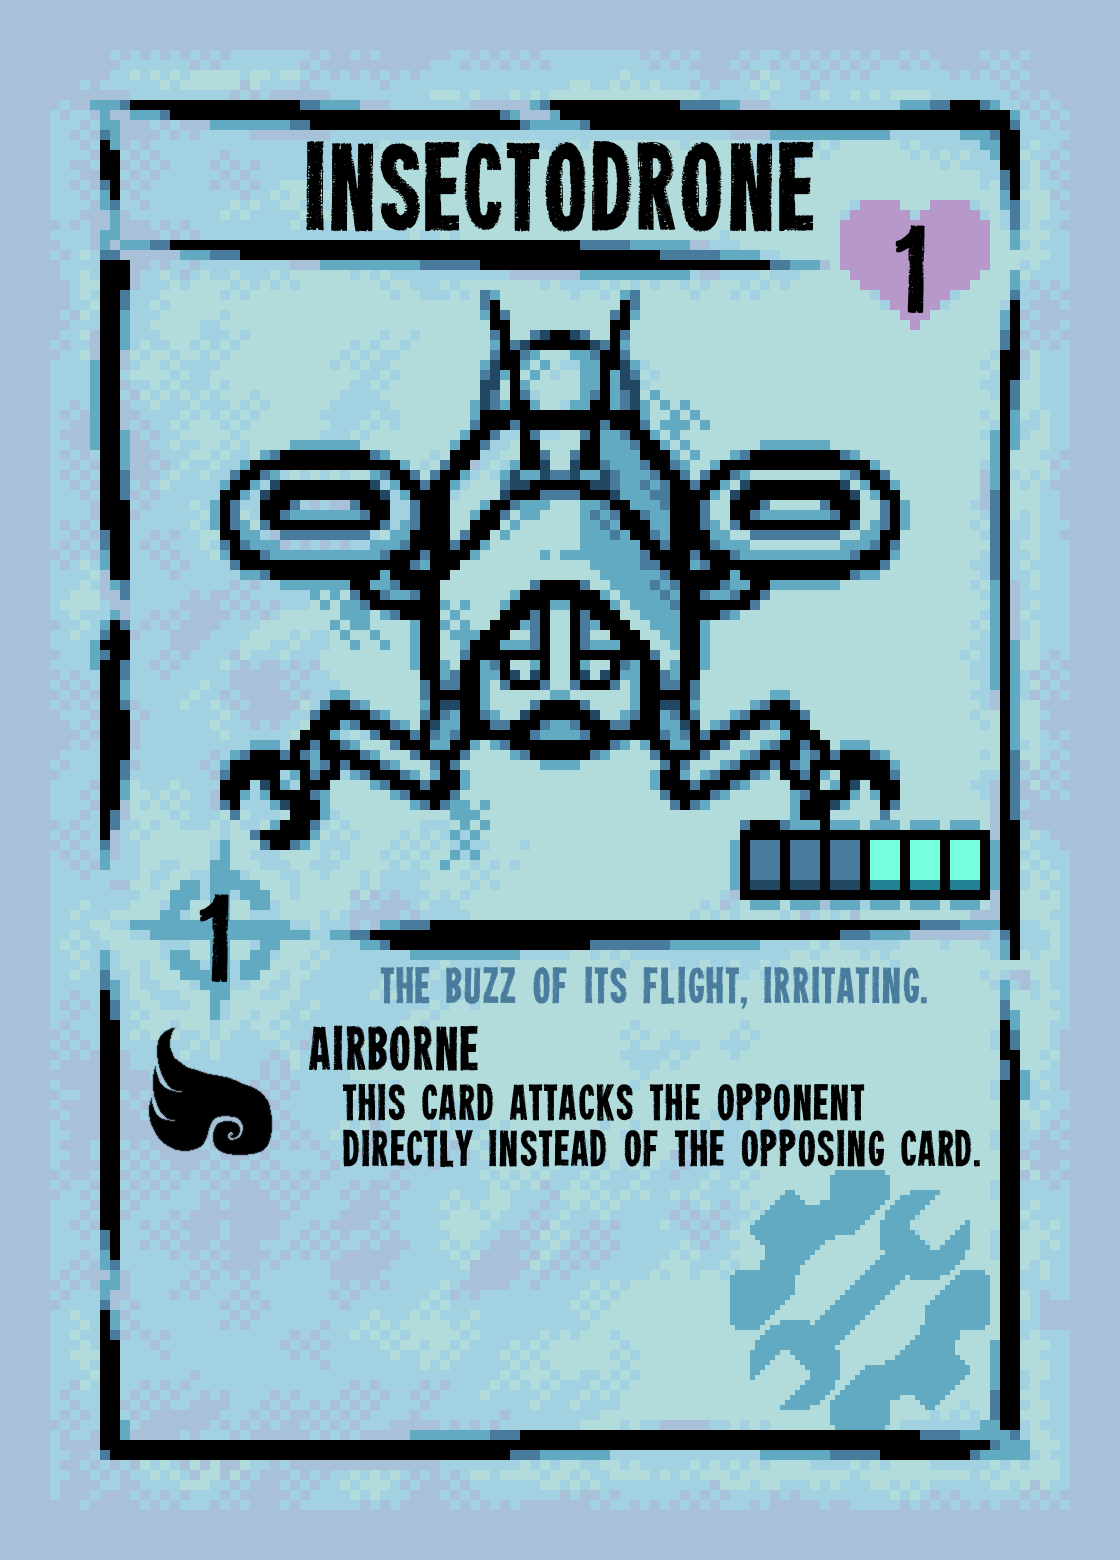 INSECTODRONE
1
1
THE BUZZ OF ITS FLIGHT, IRRITATING.
AIRBORNE
THIS CARD ATTACKS THE OPPONENT
DIRECTLY INSTEAD OF THE OPPOSING CARD.